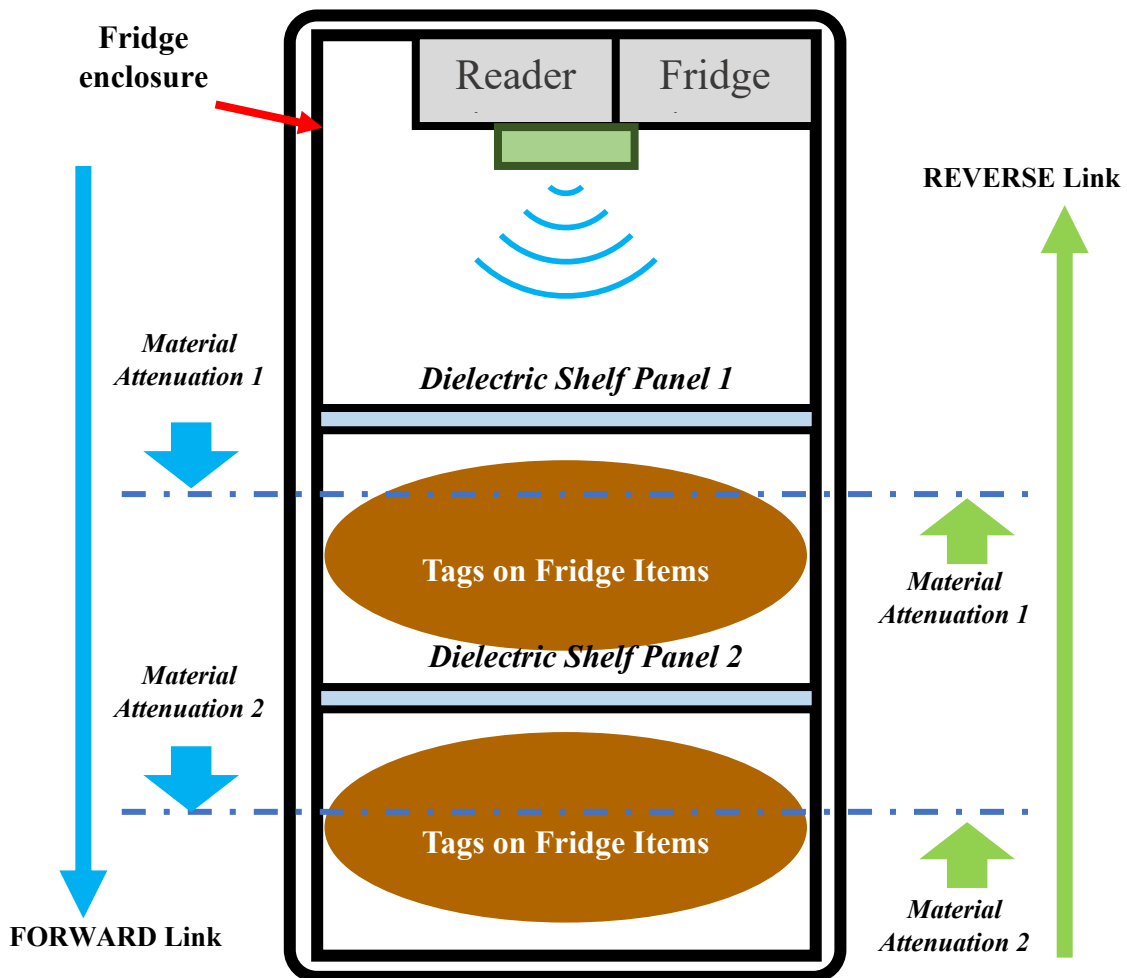 Fridge
enclosure
Reader
Fridge
REVERSE Link
Material
Attenuation 1
Dielectric Shelf Panel 1
Tags on Fridge Items
Material
Attenuation 1
Dielectric Shelf Panel 2
Material
Attenuation 2
Tags on Fridge Items
Material
Attenuation 2
FORWARD Link